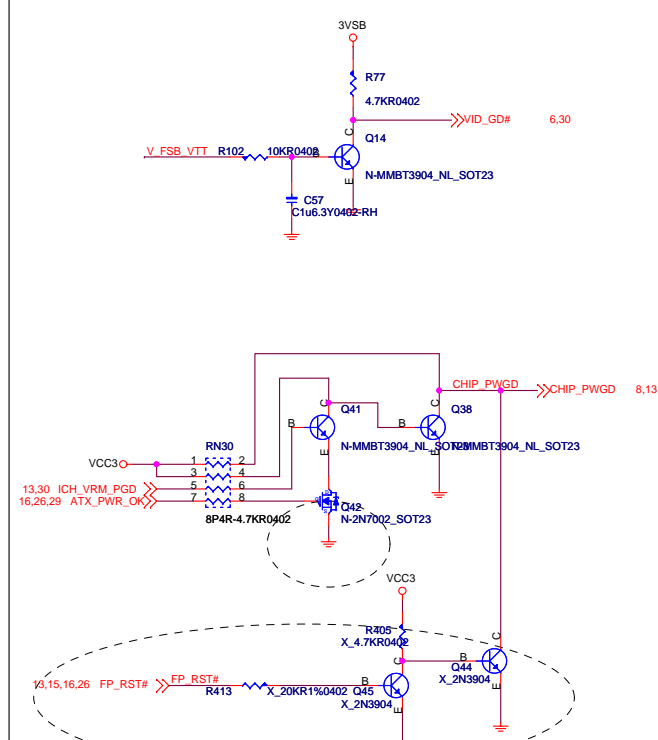 3VSB
R77
4.7KR0402
VID_GD# 6,30
C
Q14
V_FSB_VTT R102 10KR0402 B
N-MMBT3904_NL_SOT23
E
C57
C1u6.3Y0402-RH
CHIP_PWGD
CHIP_PWGD 8,13
C Q41 C Q38
B B
N-MMBT3904_NL_SOT23 N-MMBT3904_NL_SOT23
E E
RN30
VCC3 1 2
3 4
13,30 ICH_VRM_PGD 5 6
16,26,29 ATX_PWR_OK 7 8
Q42
8P4R-4.7KR0402 N-2N7002_SOT23
VCC3
R405
X_4.7KR0402
C
C
B Q44
X_2N3904
E
13,15,16,26 FP_RST# FP_RST#
R413 X_20KR1%0402 B Q45
X_2N3904
E